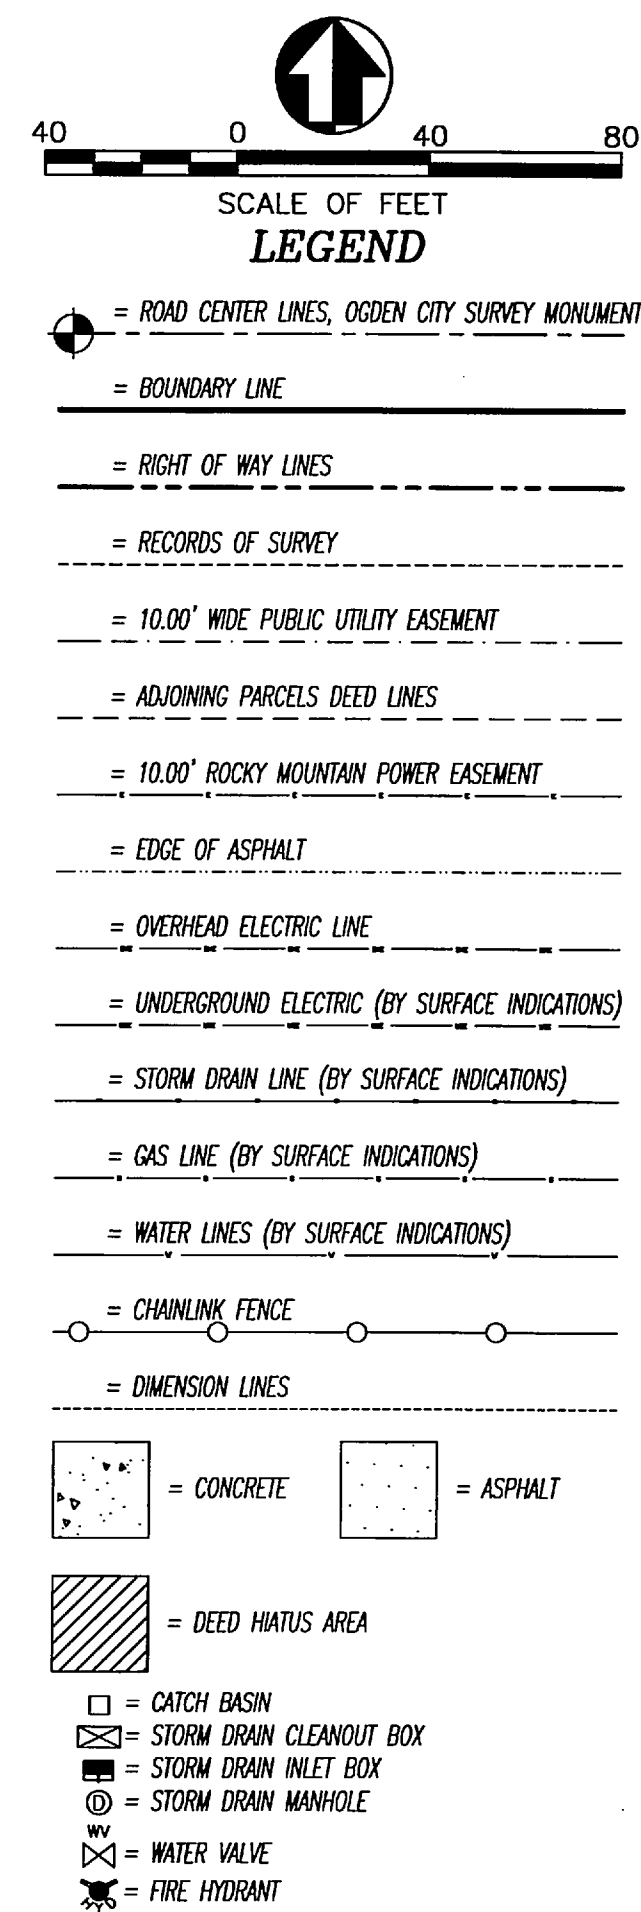 40 0 40 80
SCALE OF FEET
LEGEND
= ROAD CENTER LINES, OGDEN CITY SURVEY MONUMENT
= BOUNDARY LINE
= RIGHT OF WAY LINES
= RECORDS OF SURVEY
= 10.00' WIDE PUBLIC UTILITY EASEMENT
= ADJOINING PARCELS DEED LINES
= 10.00' ROCKY MOUNTAIN POWER EASEMENT
= EDGE OF ASPHALT
= OVERHEAD ELECTRIC LINE
= UNDERGROUND ELECTRIC (BY SURFACE INDICATIONS)
= STORM DRAIN LINE (BY SURFACE INDICATIONS)
= GAS LINE (BY SURFACE INDICATIONS)
= WATER LINES (BY SURFACE INDICATIONS)
= CHAINLINK FENCE
= DIMENSION LINES
= CONCRETE = ASPHALT
= DEED HIATUS AREA
= CATCH BASIN
= STORM DRAIN CLEANOUT BOX
= STORM DRAIN INLET BOX
D = STORM DRAIN MANHOLE
WV
= WATER VALVE
= FIRE HYDRANT